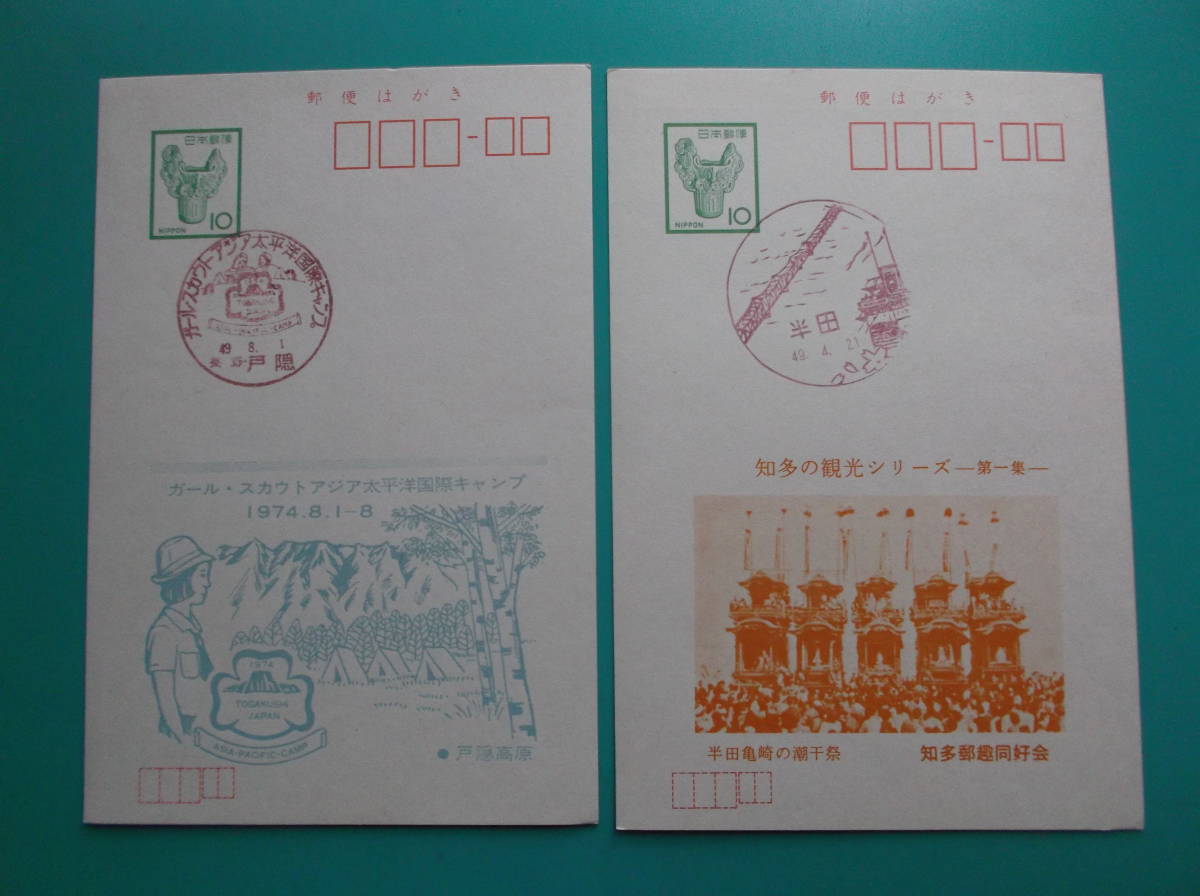 郵便はがき
日本郵便
NIPPON
10
ガールスカウトアジア太平洋国際キャンプ
TOGAKUSHI
49 8. 1
長野・戸隠
ガール・スカウトアジア太平洋国際キャンプ
1974.8.1-8
1974
TOGAKUSHI
JAPAN
ASIA-PACIFIC-CAMP
●戸隠高原
郵便はがき
日本郵便
NIPPON
10
半田
49. 4. 21
知多の観光シリーズ―第一集―
半田亀崎の潮干祭
知多郵趣同好会